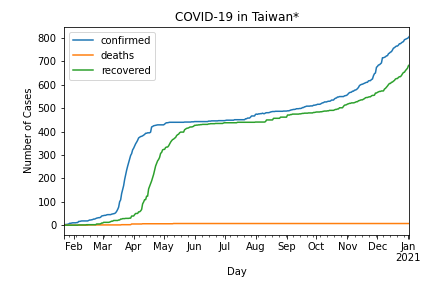 COVID-19 in Taiwan*
confirmed
deaths
recovered
Number of Cases
800
700
600
500
400
300
200
100
0
Feb Mar Apr May Jun Jul Aug Sep Oct Nov Dec Jan
2021
Day